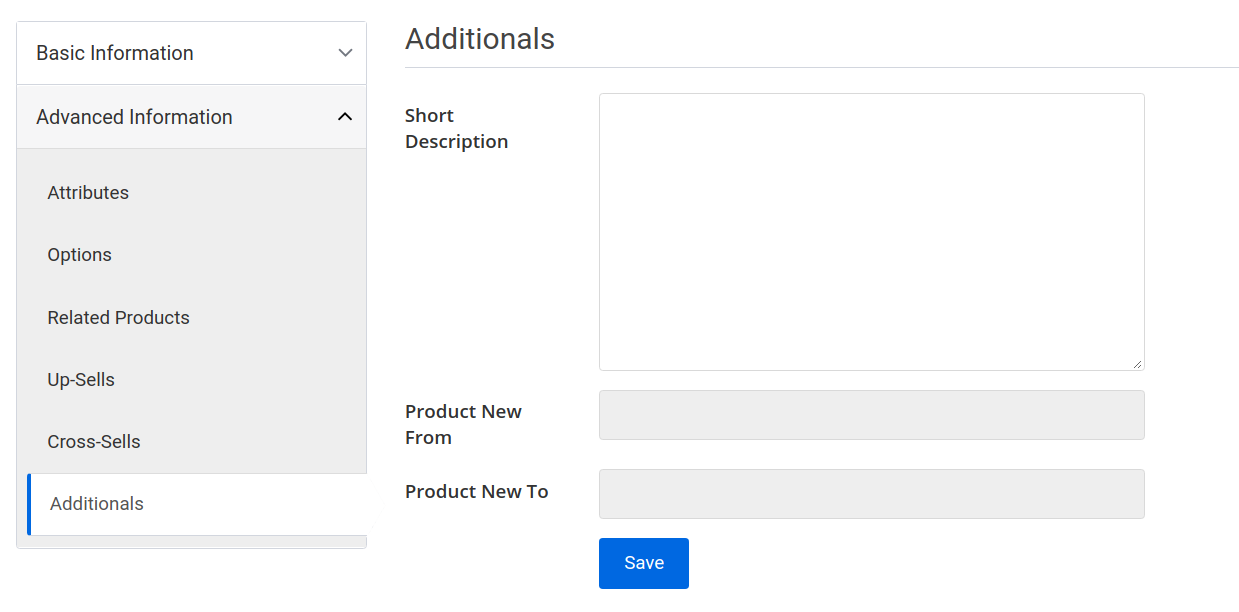 Basic Information
Advanced Information
Attributes
Options
Related Products
Up-Sells
Cross-Sells
Additionals
Additionals
Short
Description
Product New
From
Product New To
Save